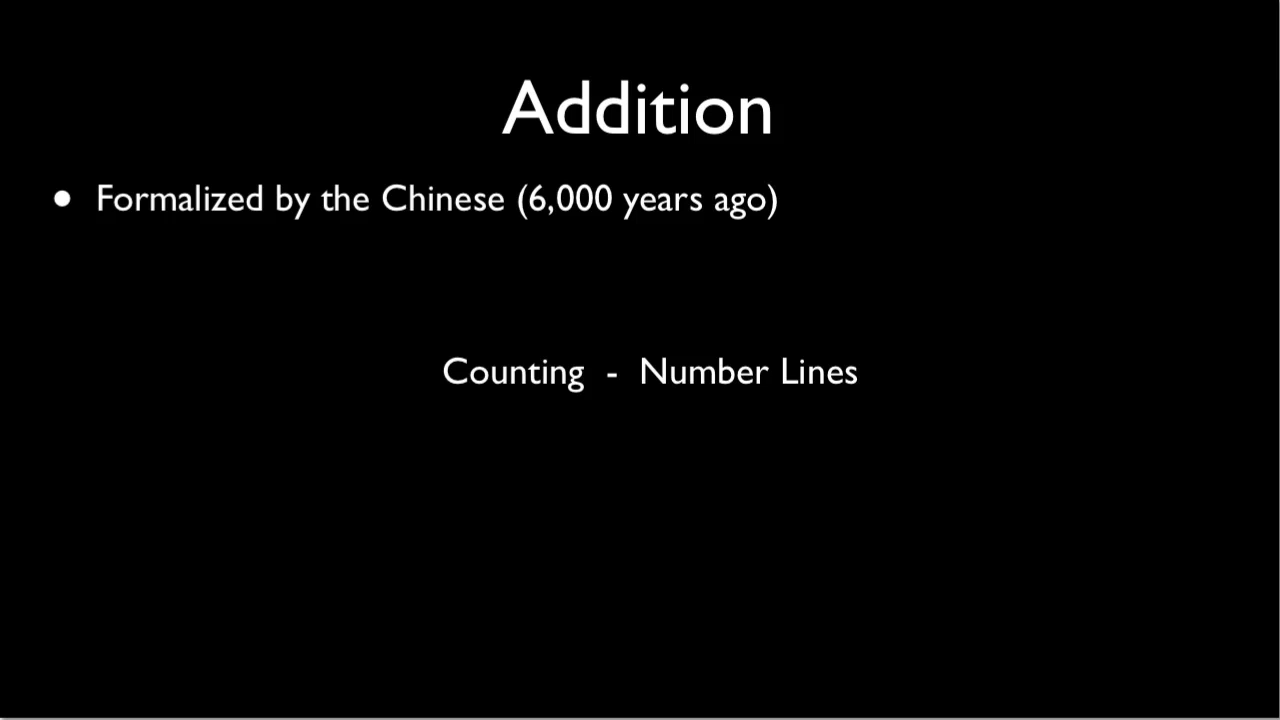 Addition
• Formalized by the Chinese (6,000 years ago)
Counting - Number Lines